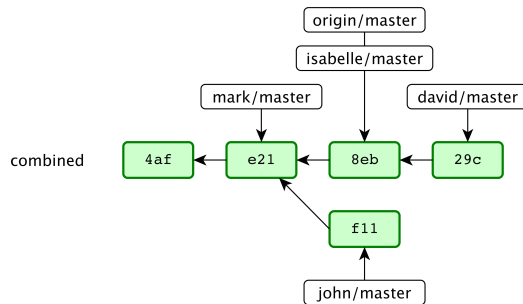 origin/master
isabelle/master
mark/master
david/master
combined
4af
e21
8eb
29c
f11
john/master